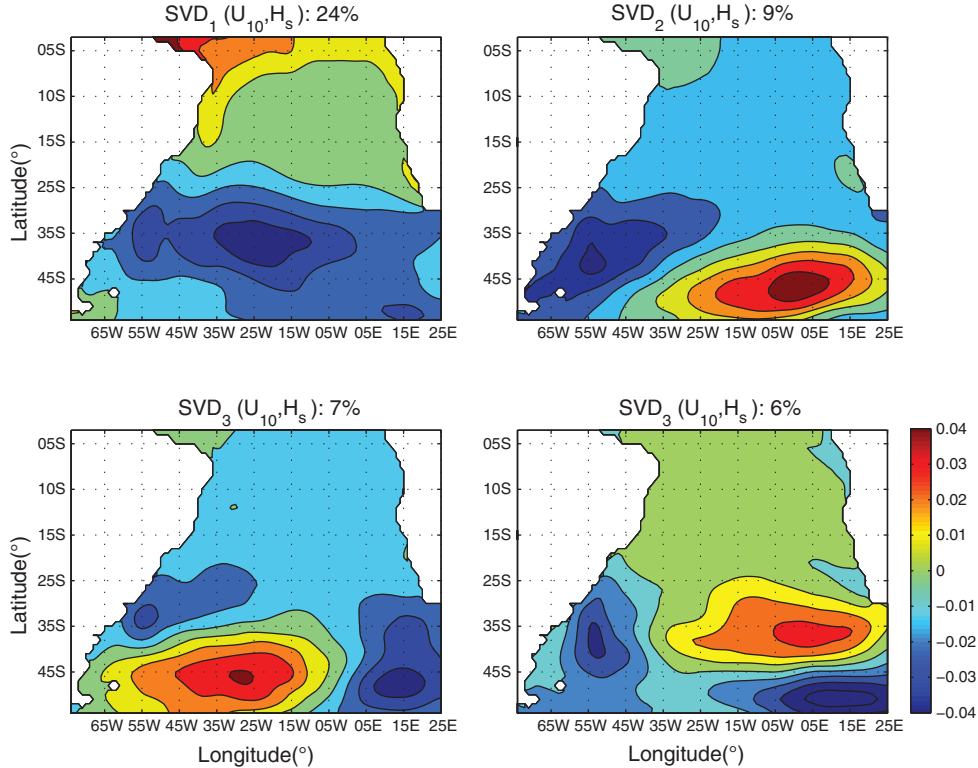 SVD₁ (U₁₀,Hₛ): 24%
05S
10S
15S
25S
35S
45S
Latitude(°)
65W 55W 45W 35W 25W 15W 05W 05E 15E 25E
SVD₂ (U₁₀,Hₛ): 9%
05S
10S
15S
25S
35S
45S
65W 55W 45W 35W 25W 15W 05W 05E 15E 25E
SVD₃ (U₁₀,Hₛ): 7%
05S
10S
15S
25S
35S
45S
Latitude(°)
65W 55W 45W 35W 25W 15W 05W 05E 15E 25E
Longitude(°)
SVD₃ (U₁₀,Hₛ): 6%
05S
10S
15S
25S
35S
45S
65W 55W 45W 35W 25W 15W 05W 05E 15E 25E
Longitude(°)
0.04
0.03
0.02
0.01
0
−0.01
−0.02
−0.03
−0.04